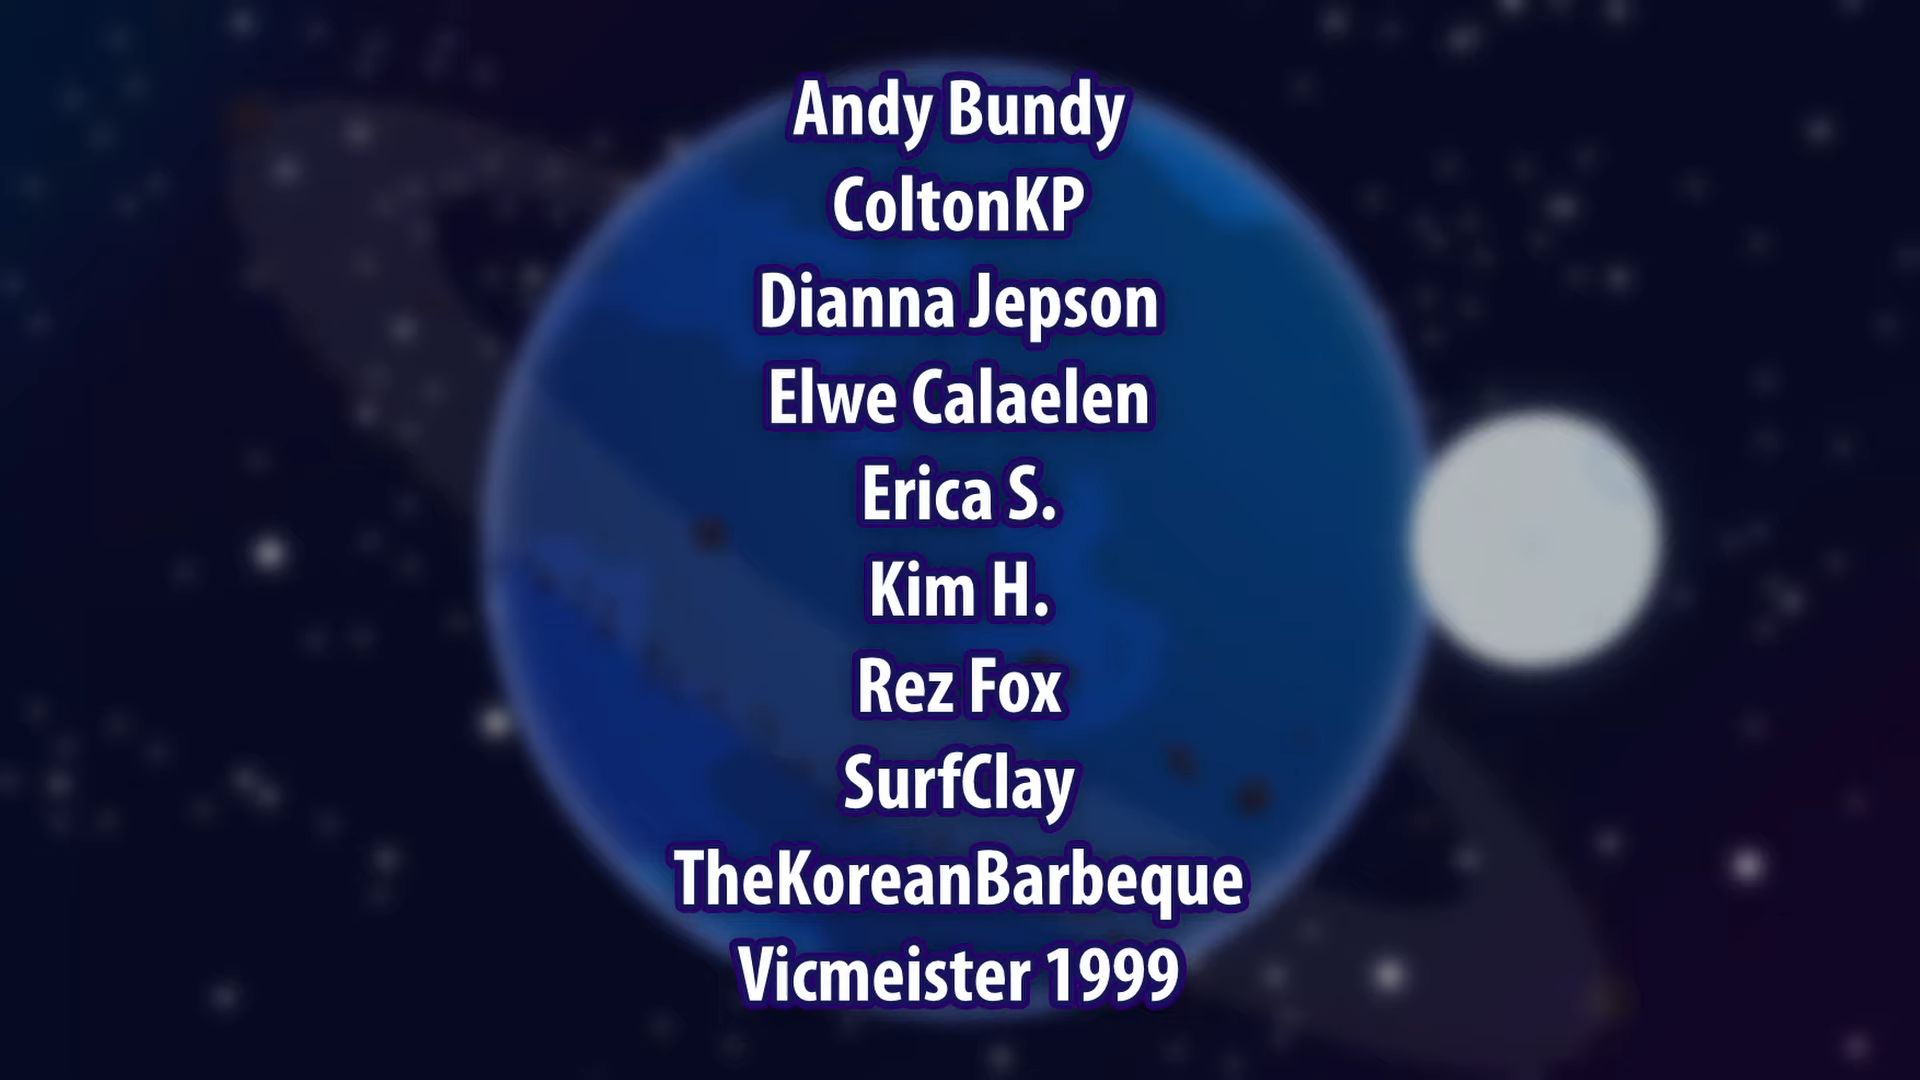 Andy Bundy
ColtonKP
Dianna Jepson
Elwe Calaelen
Erica S.
Kim H.
Rez Fox
SurfClay
TheKoreanBarbeque
Vicmeister 1999